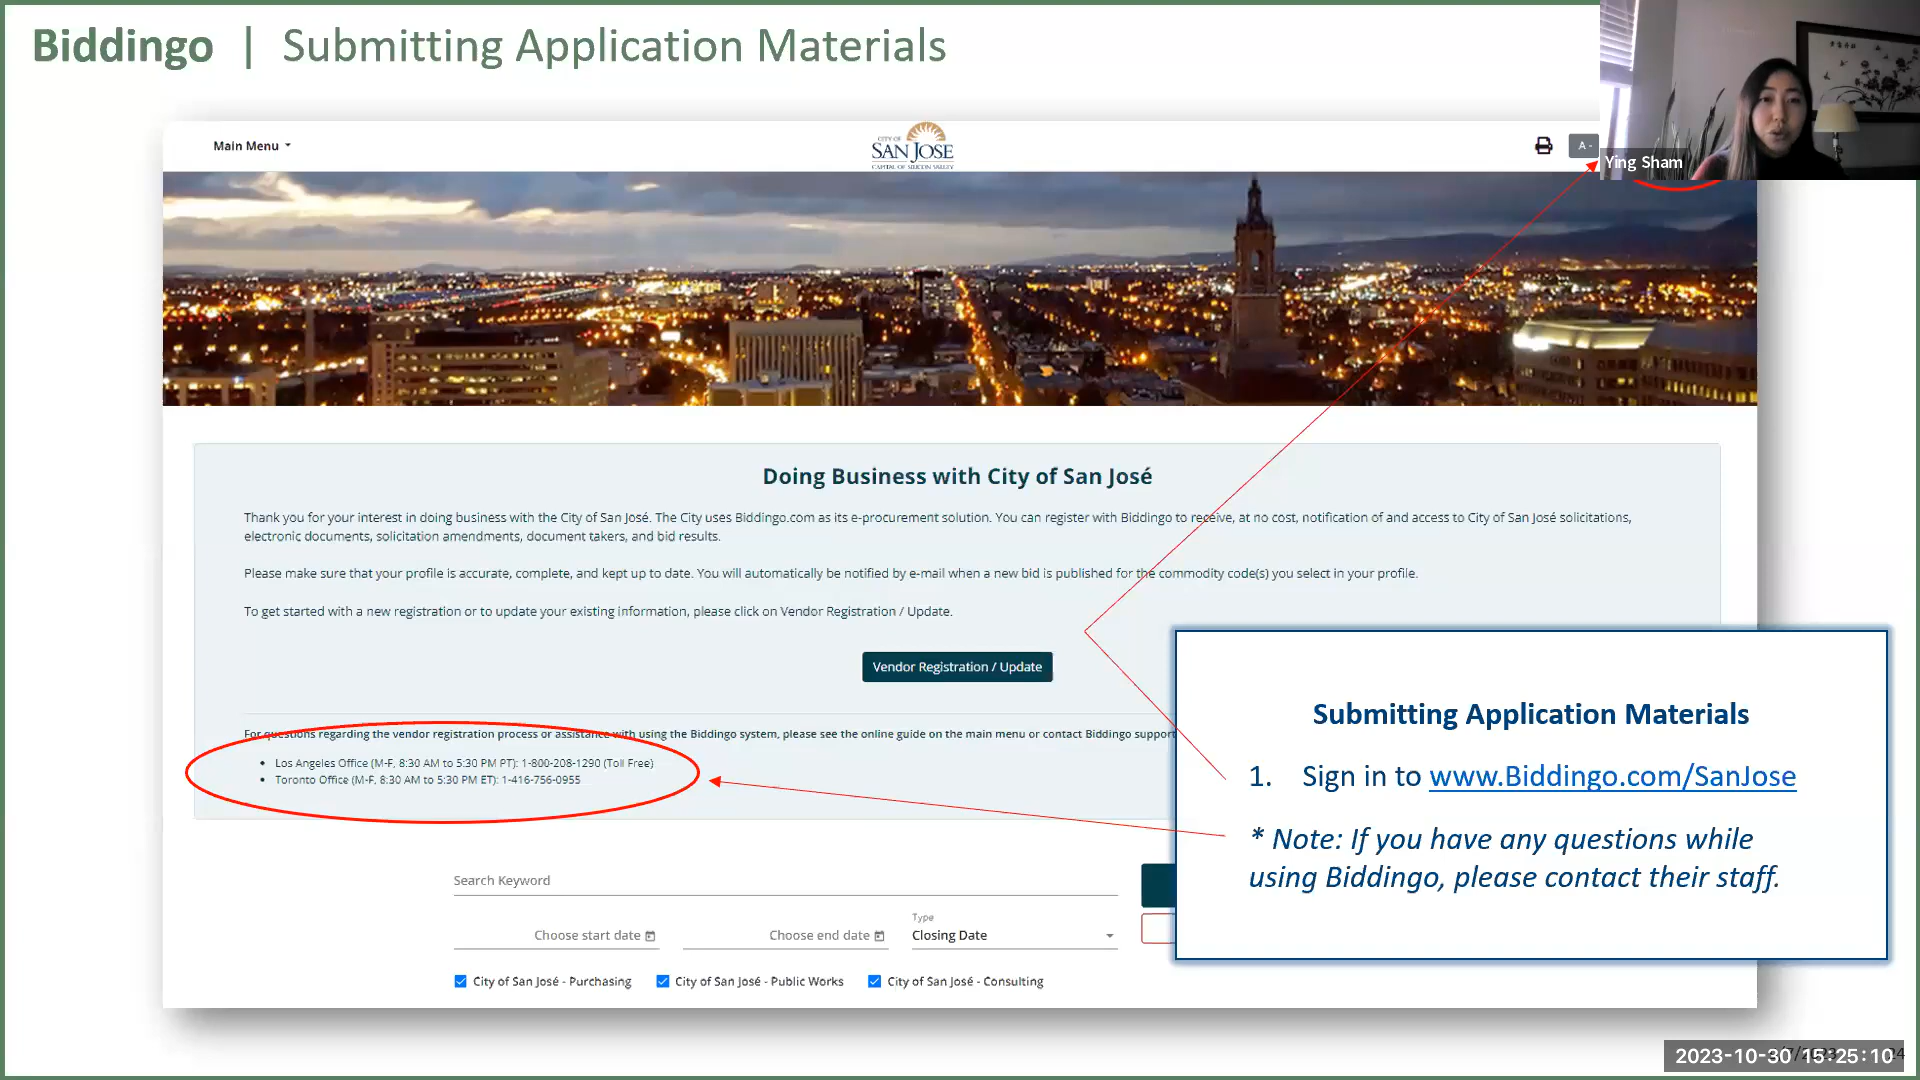 Biddingo | Submitting Application Materials
Main Menu
CITY OF
SAN JOSE
CAPITAL OF SILICON VALLEY
A -
Ying Sham
Doing Business with City of San José
Thank you for your interest in doing business with the City of San José. The City uses Biddingo.com as its e-procurement solution. You can register with Biddingo to receive, at no cost, notification of and access to City of San José solicitations,
electronic documents, solicitation amendments, document takers, and bid results.
Please make sure that your profile is accurate, complete, and kept up to date. You will automatically be notified by e-mail when a new bid is published for the commodity code(s) you select in your profile.
To get started with a new registration or to update your existing information, please click on Vendor Registration / Update.
Vendor Registration / Update
For questions regarding the vendor registration process or assistance with using the Biddingo system, please see the online guide on the main menu or contact Biddingo support
• Los Angeles Office (M-F, 8:30 AM to 5:30 PM PT): 1-800-208-1290 (Toll Free)
• Toronto Office (M-F, 8:30 AM to 5:30 PM ET): 1-416-756-0955
Submitting Application Materials
1. Sign in to www.Biddingo.com/SanJose
* Note: If you have any questions while
using Biddingo, please contact their staff.
Search Keyword
Choose start date
Choose end date
Type
Closing Date
City of San José - Purchasing
City of San José - Public Works
City of San José - Consulting
2023-10-30 15:25:10